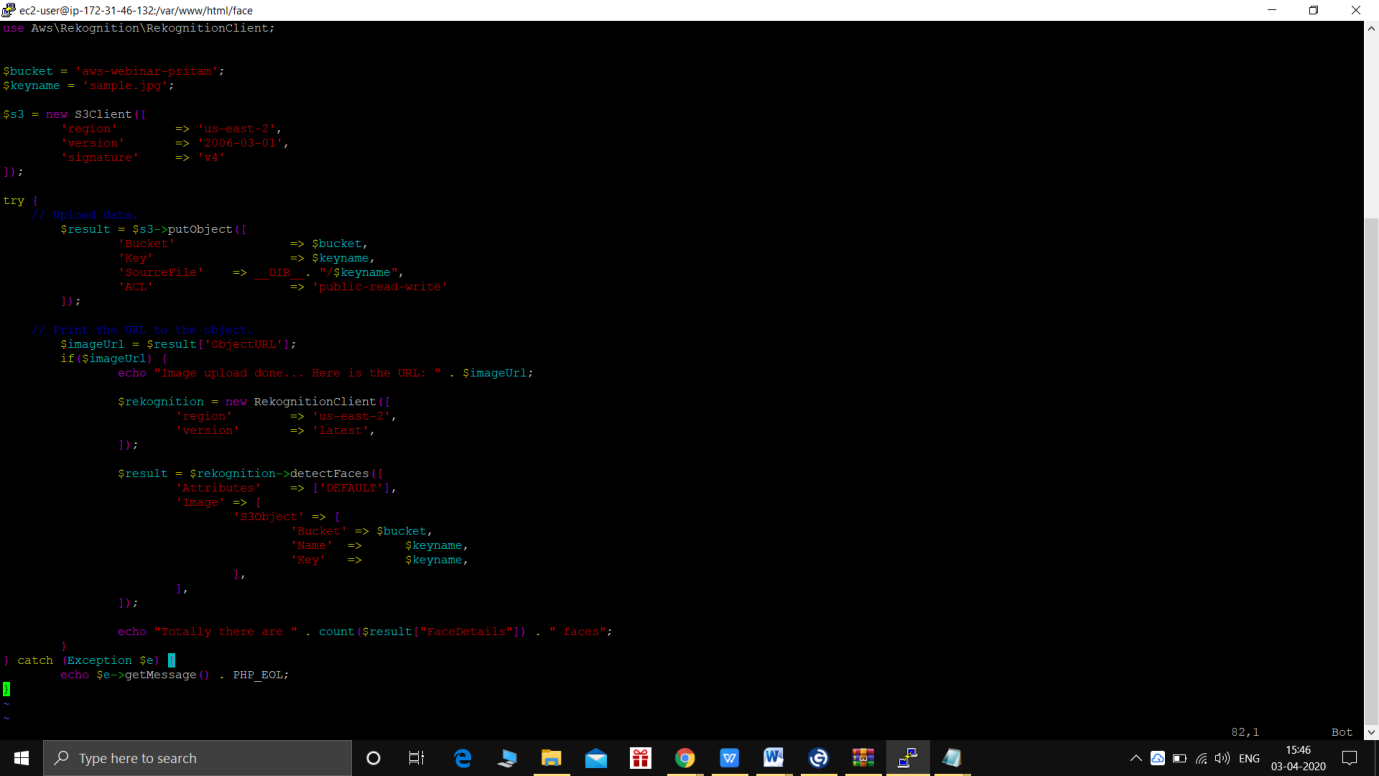 ec2-user@ip-172-31-46-132:/var/www/html/face
use Aws\Rekognition\RekognitionClient;
$bucket = 'aws-webinar-pritam';
$keyname = 'sample.jpg';
$s3 = new S3Client([
'region' => 'us-east-2',
'version' => '2006-03-01',
'signature' => 'v4'
]);
try {
// Upload data.
$result = $s3->putObject([
'Bucket' => $bucket,
'Key' => $keyname,
'SourceFile' => __DIR__. "/$keyname",
'ACL' => 'public-read-write'
]);
// Print the URL to the object.
$imageUrl = $result['ObjectURL'];
if($imageUrl) {
echo "Image upload done... Here is the URL: " . $imageUrl;
$rekognition = new RekognitionClient([
'region' => 'us-east-2',
'version' => 'latest',
]);
$result = $rekognition->detectFaces([
'Attributes' => ['DEFAULT'],
'Image' => [
'S3Object' => [
'Bucket' => $bucket,
'Name' => $keyname,
'Key' => $keyname,
],
],
]);
echo "Totally there are " . count($result["FaceDetails"]) . " faces";
}
} catch (Exception $e) {
echo $e->getMessage() . PHP_EOL;
}
~
~
82,1 Bot
Type here to search
ENG
15:46
03-04-2020